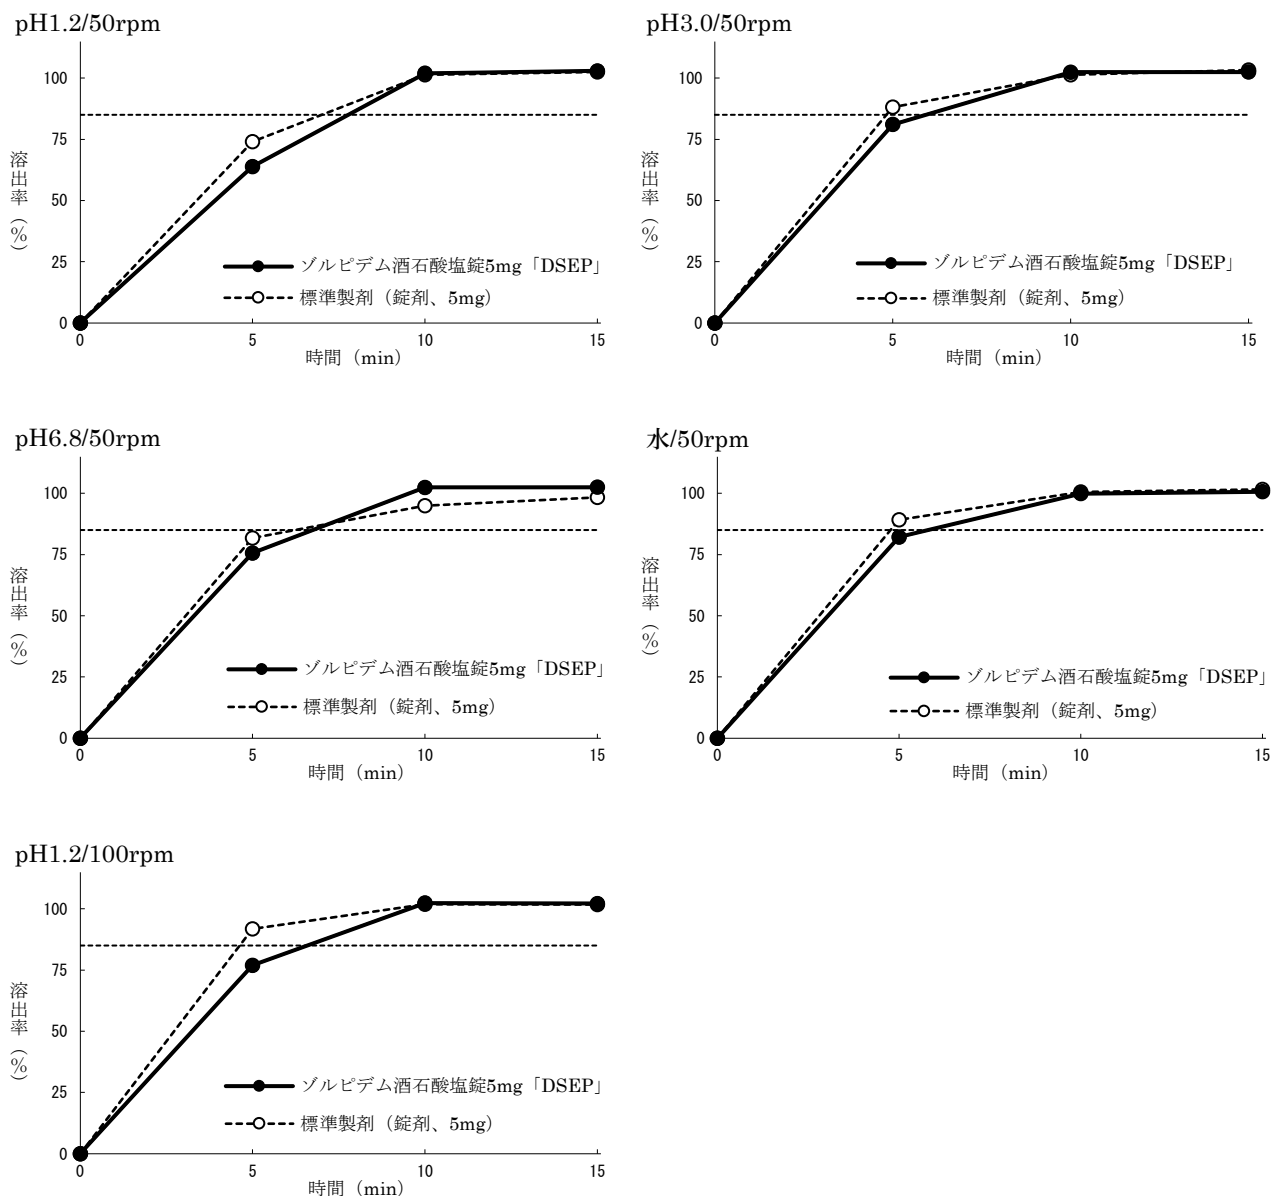 pH1.2/50rpm
100
75
50
25
0
溶出率（%）
ゾルピデム酒石酸塩錠5mg「DSEP」
標準製剤（錠剤、5mg）
0 5 10 15
時間（min）
pH3.0/50rpm
100
75
50
25
0
溶出率（%）
ゾルピデム酒石酸塩錠5mg「DSEP」
標準製剤（錠剤、5mg）
0 5 10 15
時間（min）
pH6.8/50rpm
100
75
50
25
0
溶出率（%）
ゾルピデム酒石酸塩錠5mg「DSEP」
標準製剤（錠剤、5mg）
0 5 10 15
時間（min）
水/50rpm
100
75
50
25
0
溶出率（%）
ゾルピデム酒石酸塩錠5mg「DSEP」
標準製剤（錠剤、5mg）
0 5 10 15
時間（min）
pH1.2/100rpm
100
75
50
25
0
溶出率（%）
ゾルピデム酒石酸塩錠5mg「DSEP」
標準製剤（錠剤、5mg）
0 5 10 15
時間（min）